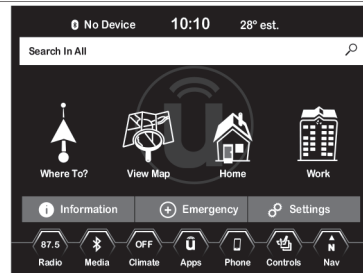 No Device 10:10 28° est.
Search In All
Where To? View Map Home Work
Information Emergency Settings
87.5 OFF ū N
Radio Media Climate Apps Phone Controls Nav